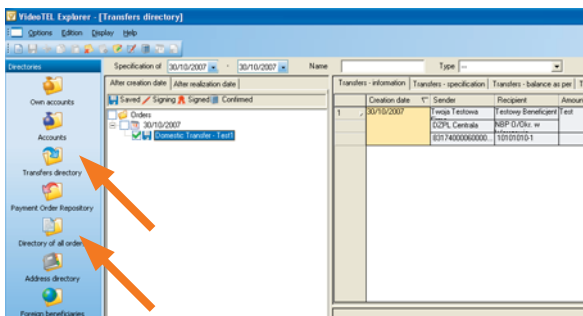 VideoTEL Explorer - [Transfers directory]
Options Edition Display Help
Directories
Own accounts
Accounts
Transfers directory
Payment Order Repository
Directory of all orders
Address directory
Foreign beneficiaries
Specification of 30/10/2007 - 30/10/2007 Name Type ---
After creation date After realization date
Saved Signing Signed Confirmed
Orders
30/10/2007
Domestic Transfer - Test1
Transfers - information Transfers - specification Transfers - balance as per T
Creation date Sender Recipient Amoun
1 30/10/2007 Twoja Testowa Testowy Beneficjent Test
DZPL Centrala NBP O/Okr. w
83174000060000... 10101010-1